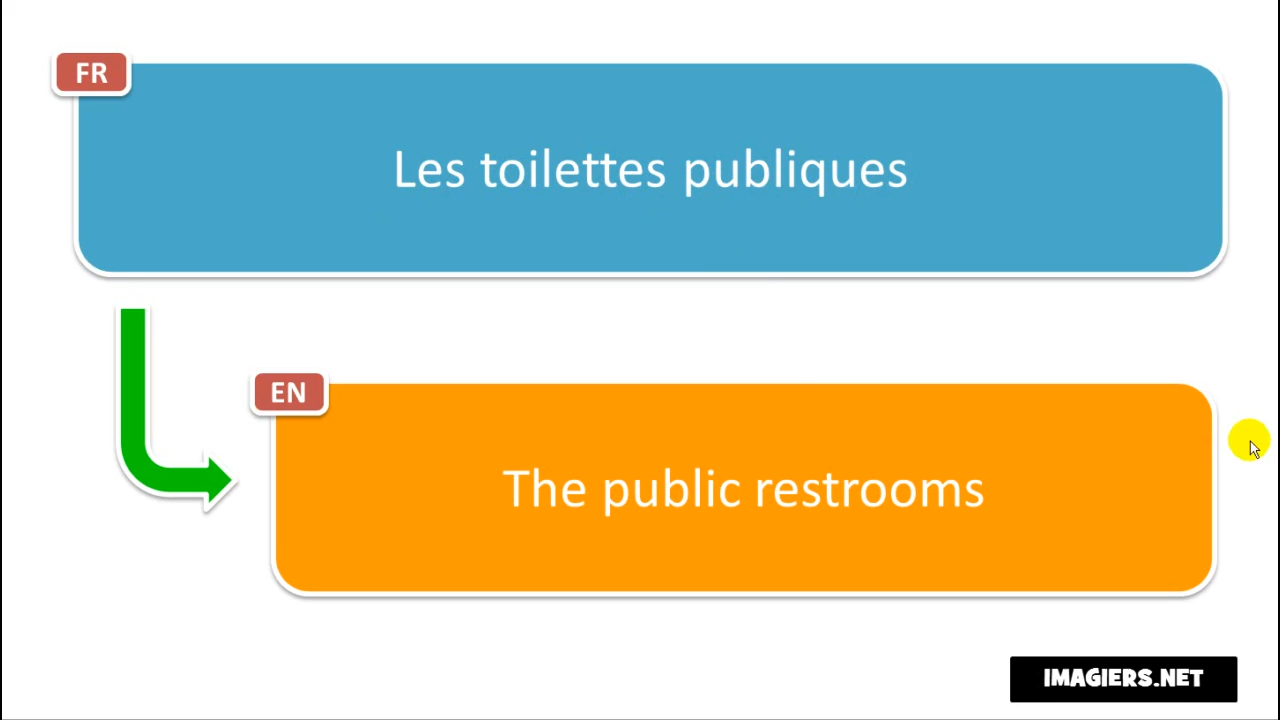 FR
Les toilettes publiques
EN
The public restrooms
IMAGIERS.NET